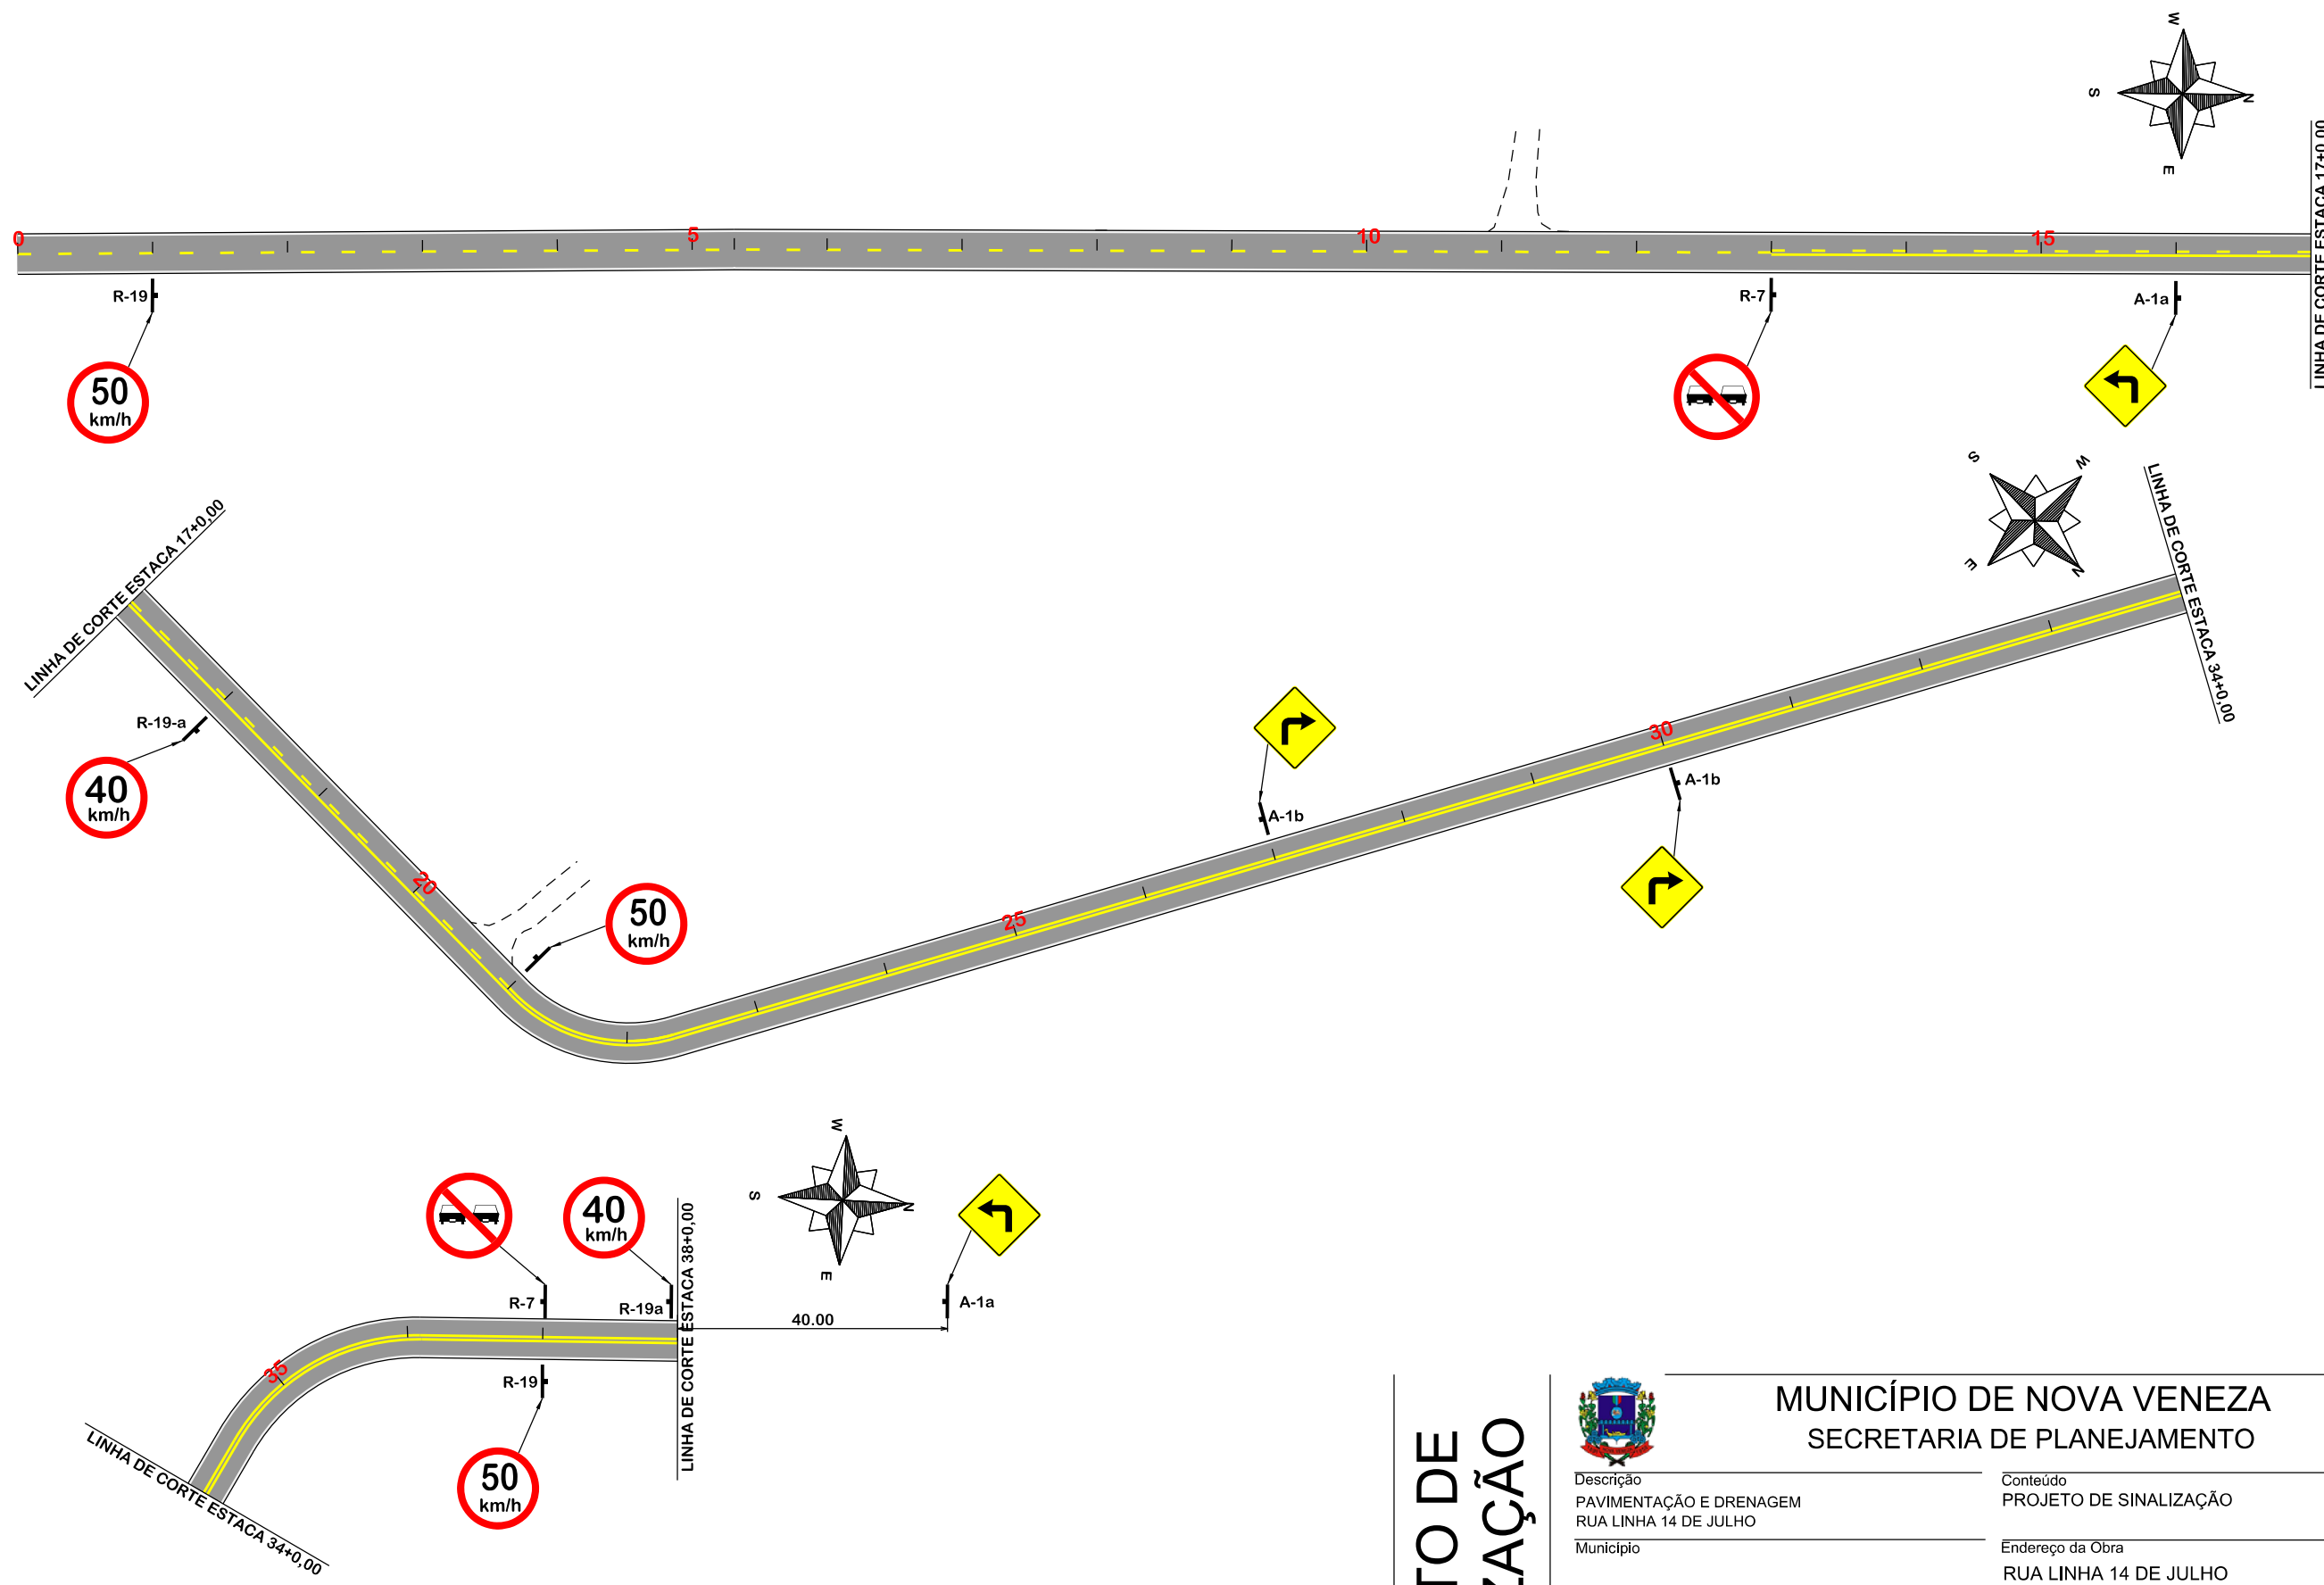 W
S
N
E
LINHA DE CORTE ESTACA 17+0,00
0
5
10
15
R-19
50
km/h
R-7
A-1a
LINHA DE CORTE ESTACA 17+0,00
S
W
E
N
LINHA DE CORTE ESTACA 34+0,00
R-19-a
40
km/h
20
50
km/h
25
A-1b
30
A-1b
W
S
N
E
40
km/h
R-7
R-19a
LINHA DE CORTE ESTACA 38+0,00
40.00
A-1a
35
R-19
50
km/h
LINHA DE CORTE ESTACA 34+0,00
TO DE
ZAÇÃO
MUNICÍPIO DE NOVA VENEZA
SECRETARIA DE PLANEJAMENTO
Descrição
PAVIMENTAÇÃO E DRENAGEM
RUA LINHA 14 DE JULHO
Conteúdo
PROJETO DE SINALIZAÇÃO
Município
Endereço da Obra
RUA LINHA 14 DE JULHO